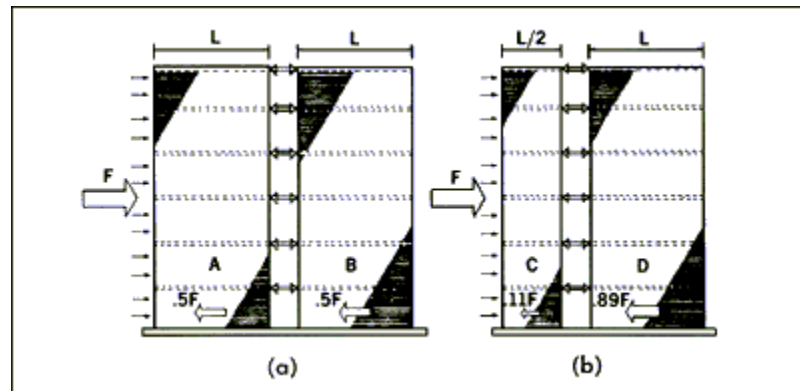 L L
F
A B
.5F .5F
(a)
L/2 L
F
C D
.11F .89F
(b)